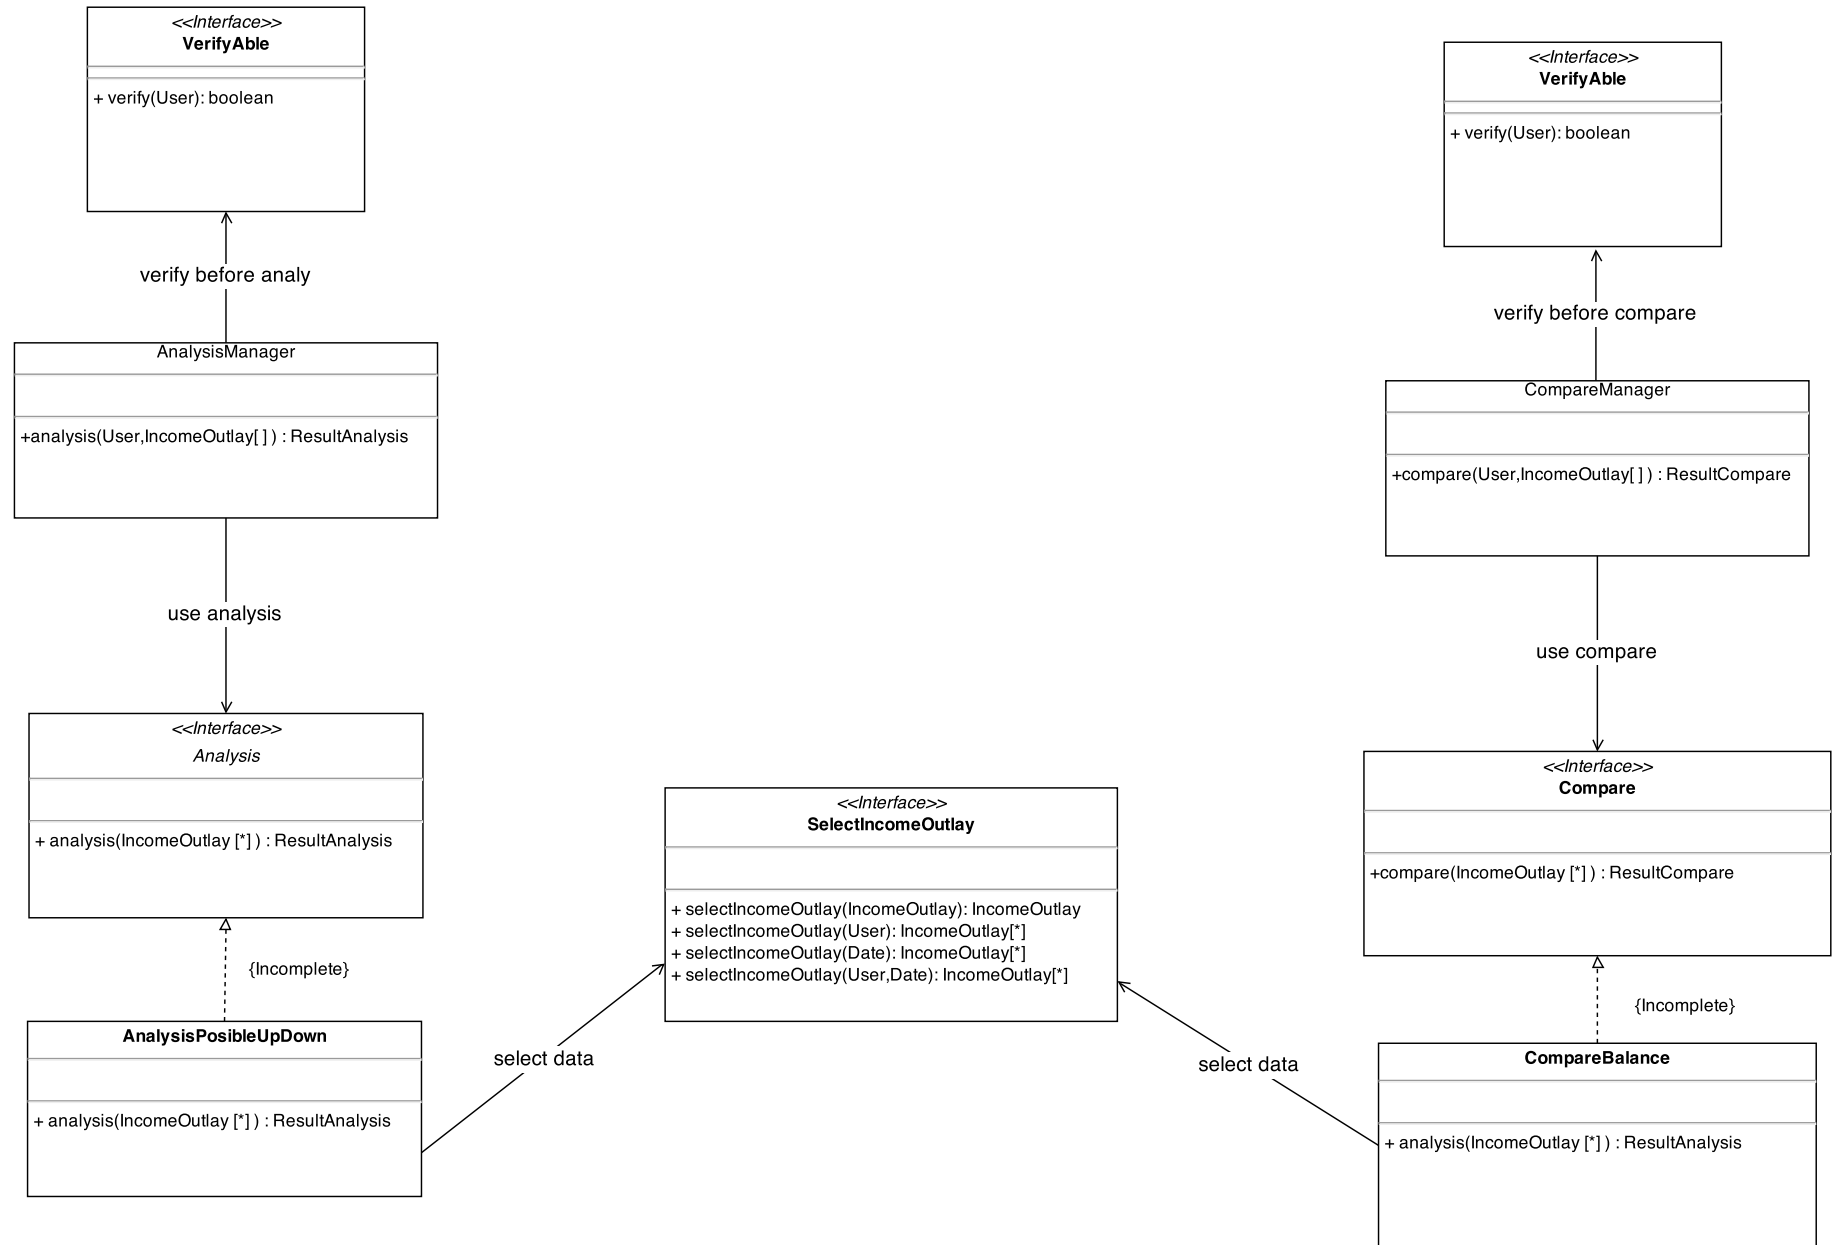 <<Interface>>
VerifyAble
+ verify(User): boolean
verify before analy
AnalysisManager
+analysis(User,IncomeOutlay[ ] ) : ResultAnalysis
use analysis
<<Interface>>
Analysis
+ analysis(IncomeOutlay [*] ) : ResultAnalysis
{Incomplete}
AnalysisPosibleUpDown
+ analysis(IncomeOutlay [*] ) : ResultAnalysis
select data
<<Interface>>
SelectIncomeOutlay
+ selectIncomeOutlay(IncomeOutlay): IncomeOutlay
+ selectIncomeOutlay(User): IncomeOutlay[*]
+ selectIncomeOutlay(Date): IncomeOutlay[*]
+ selectIncomeOutlay(User,Date): IncomeOutlay[*]
select data
<<Interface>>
VerifyAble
+ verify(User): boolean
verify before compare
CompareManager
+compare(User,IncomeOutlay[ ] ) : ResultCompare
use compare
<<Interface>>
Compare
+compare(IncomeOutlay [*] ) : ResultCompare
{Incomplete}
CompareBalance
+ analysis(IncomeOutlay [*] ) : ResultAnalysis